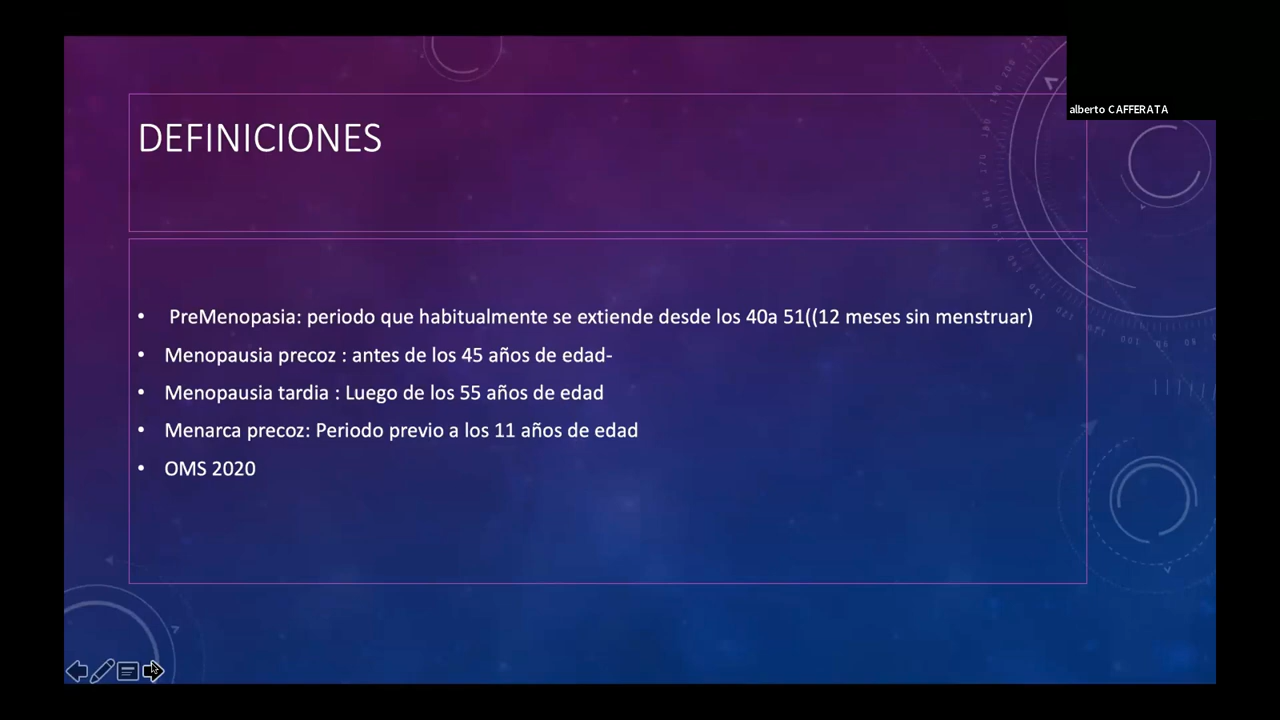 alberto CAFFERATA
DEFINICIONES
• PreMenopasia: periodo que habitualmente se extiende desde los 40a 51((12 meses sin menstruar)
• Menopausia precoz : antes de los 45 años de edad-
• Menopausia tardia : Luego de los 55 años de edad
• Menarca precoz: Periodo previo a los 11 años de edad
• OMS 2020